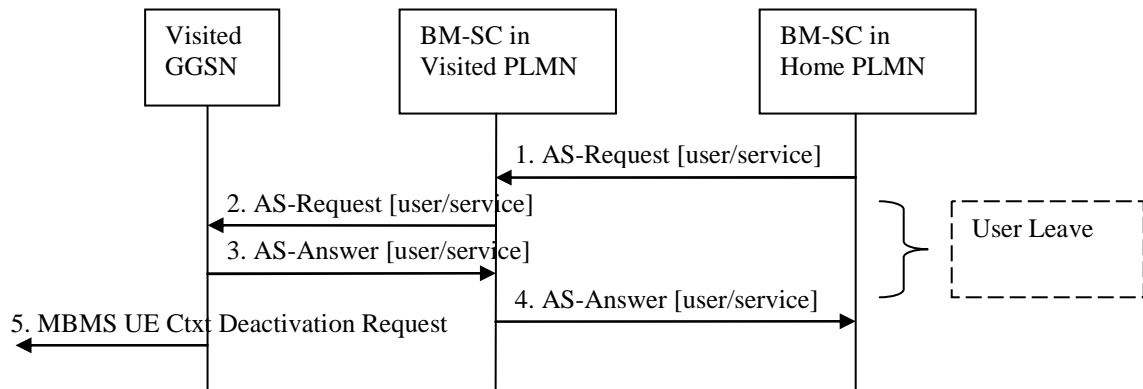 Visited
GGSN
BM-SC in
Visited PLMN
BM-SC in
Home PLMN
1. AS-Request [user/service]
2. AS-Request [user/service]
User Leave
3. AS-Answer [user/service]
4. AS-Answer [user/service]
5. MBMS UE Ctxt Deactivation Request